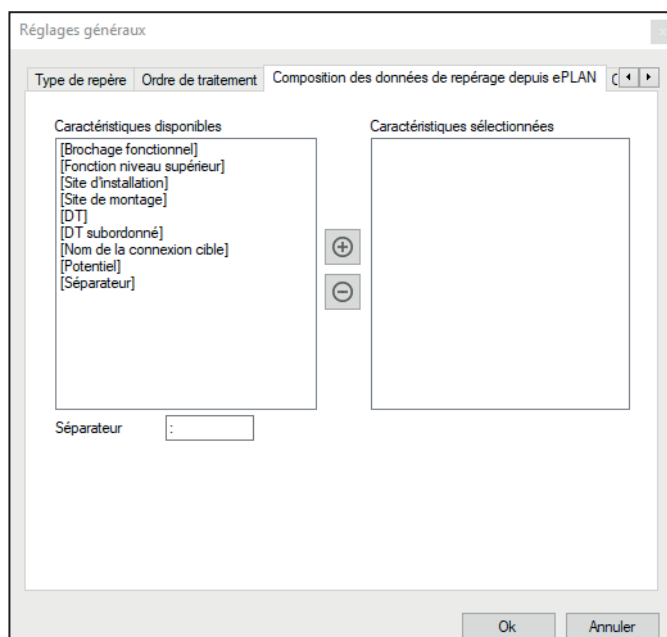 Réglages généraux
x
Type de repère Ordre de traitement Composition des données de repérage depuis ePLAN
Caractéristiques disponibles Caractéristiques sélectionnées
[Brochage fonctionnel]
[Fonction niveau supérieur]
[Site d'installation]
[Site de montage]
[DT]
[DT subordonné]
[Nom de la connexion cible]
[Potentiel]
[Séparateur]
Séparateur :
Ok Annuler